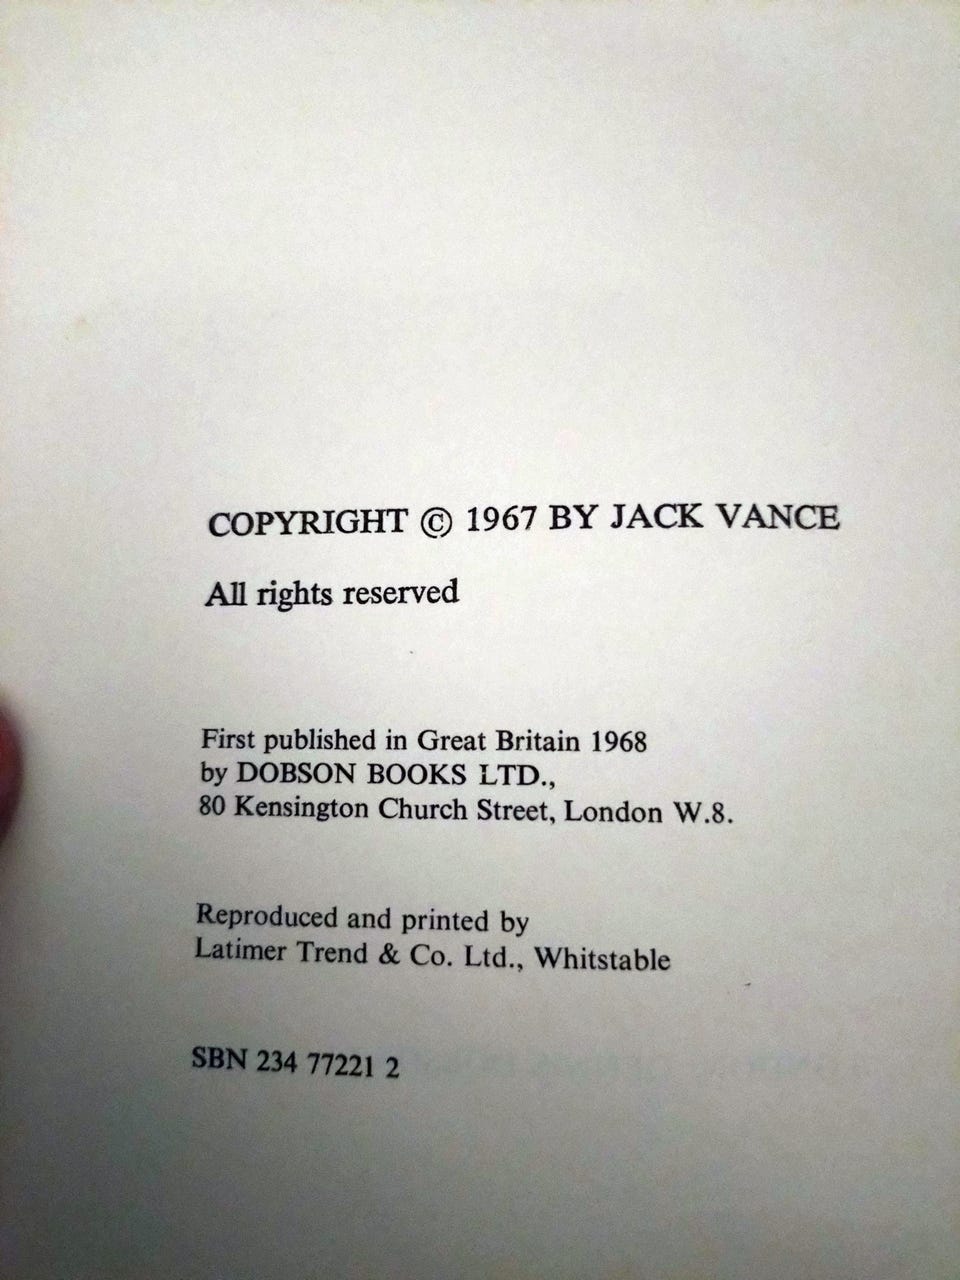 COPYRIGHT © 1967 BY JACK VANCE
All rights reserved
First published in Great Britain 1968
by DOBSON BOOKS LTD.,
80 Kensington Church Street, London W.8.
Reproduced and printed by
Latimer Trend & Co. Ltd., Whitstable
SBN 234 77221 2